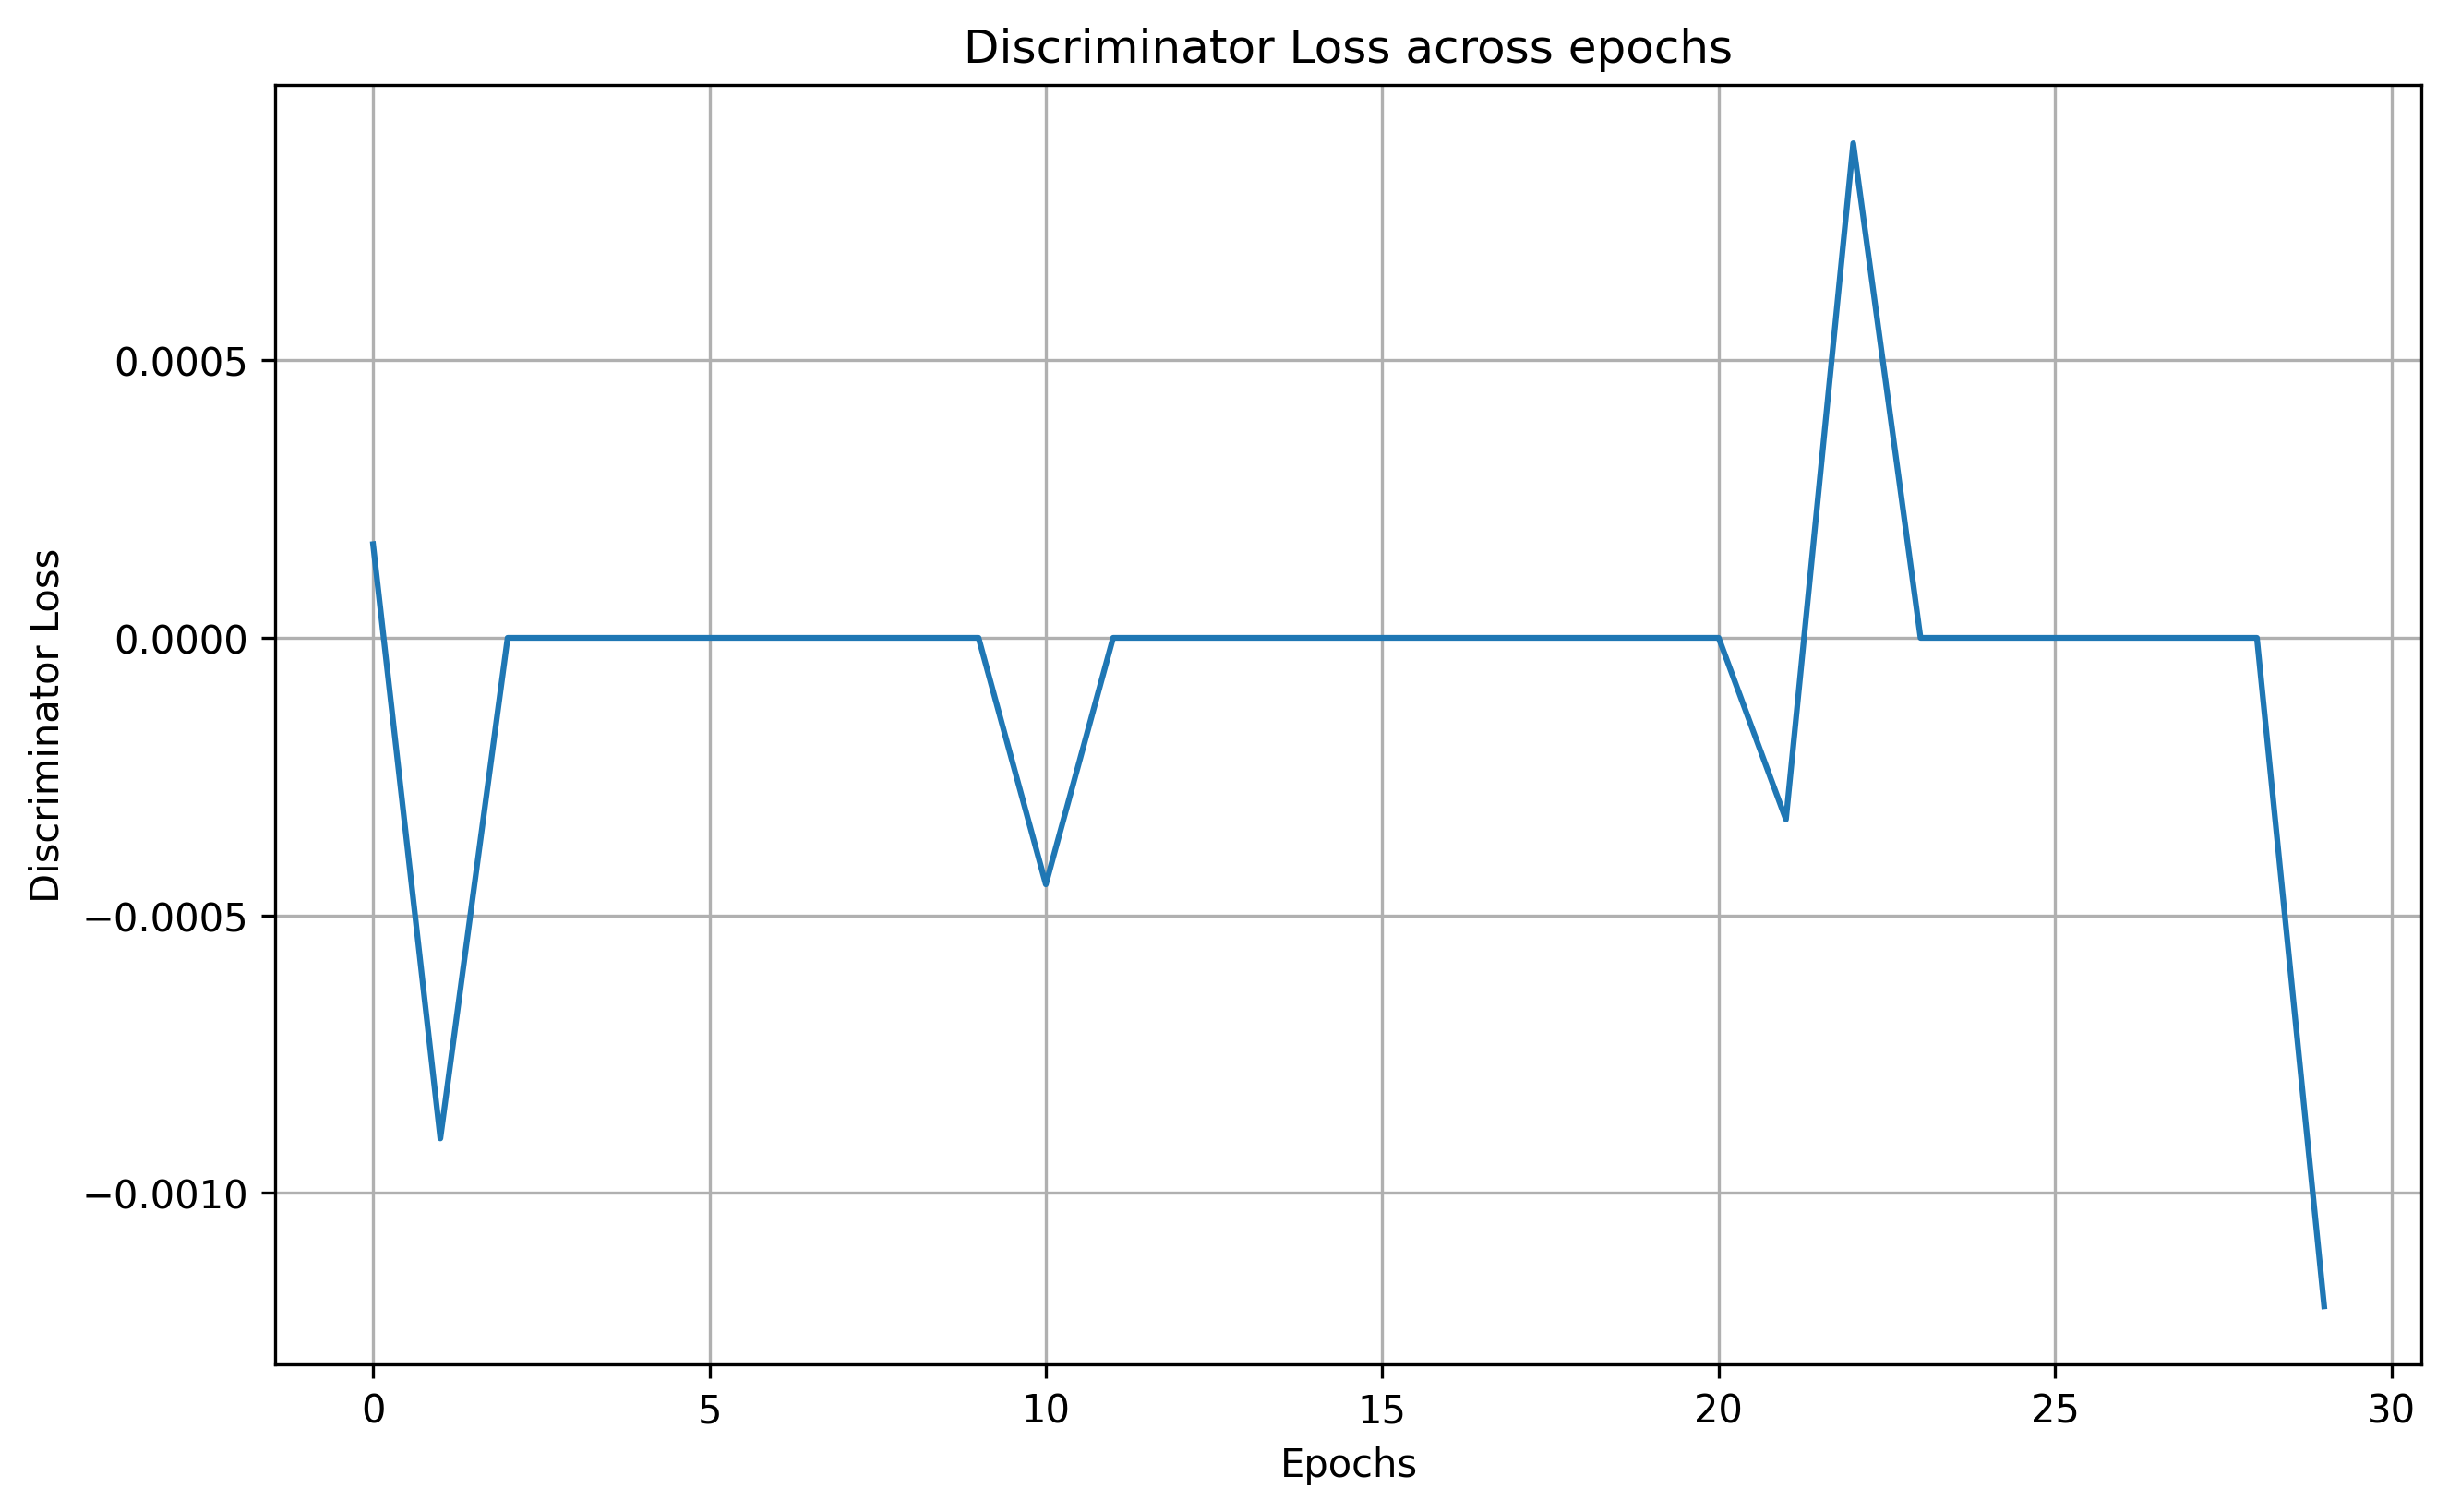 Discriminator Loss across epochs
Discriminator Loss
0.0005
0.0000
−0.0005
−0.0010
0 5 10 15 20 25 30
Epochs